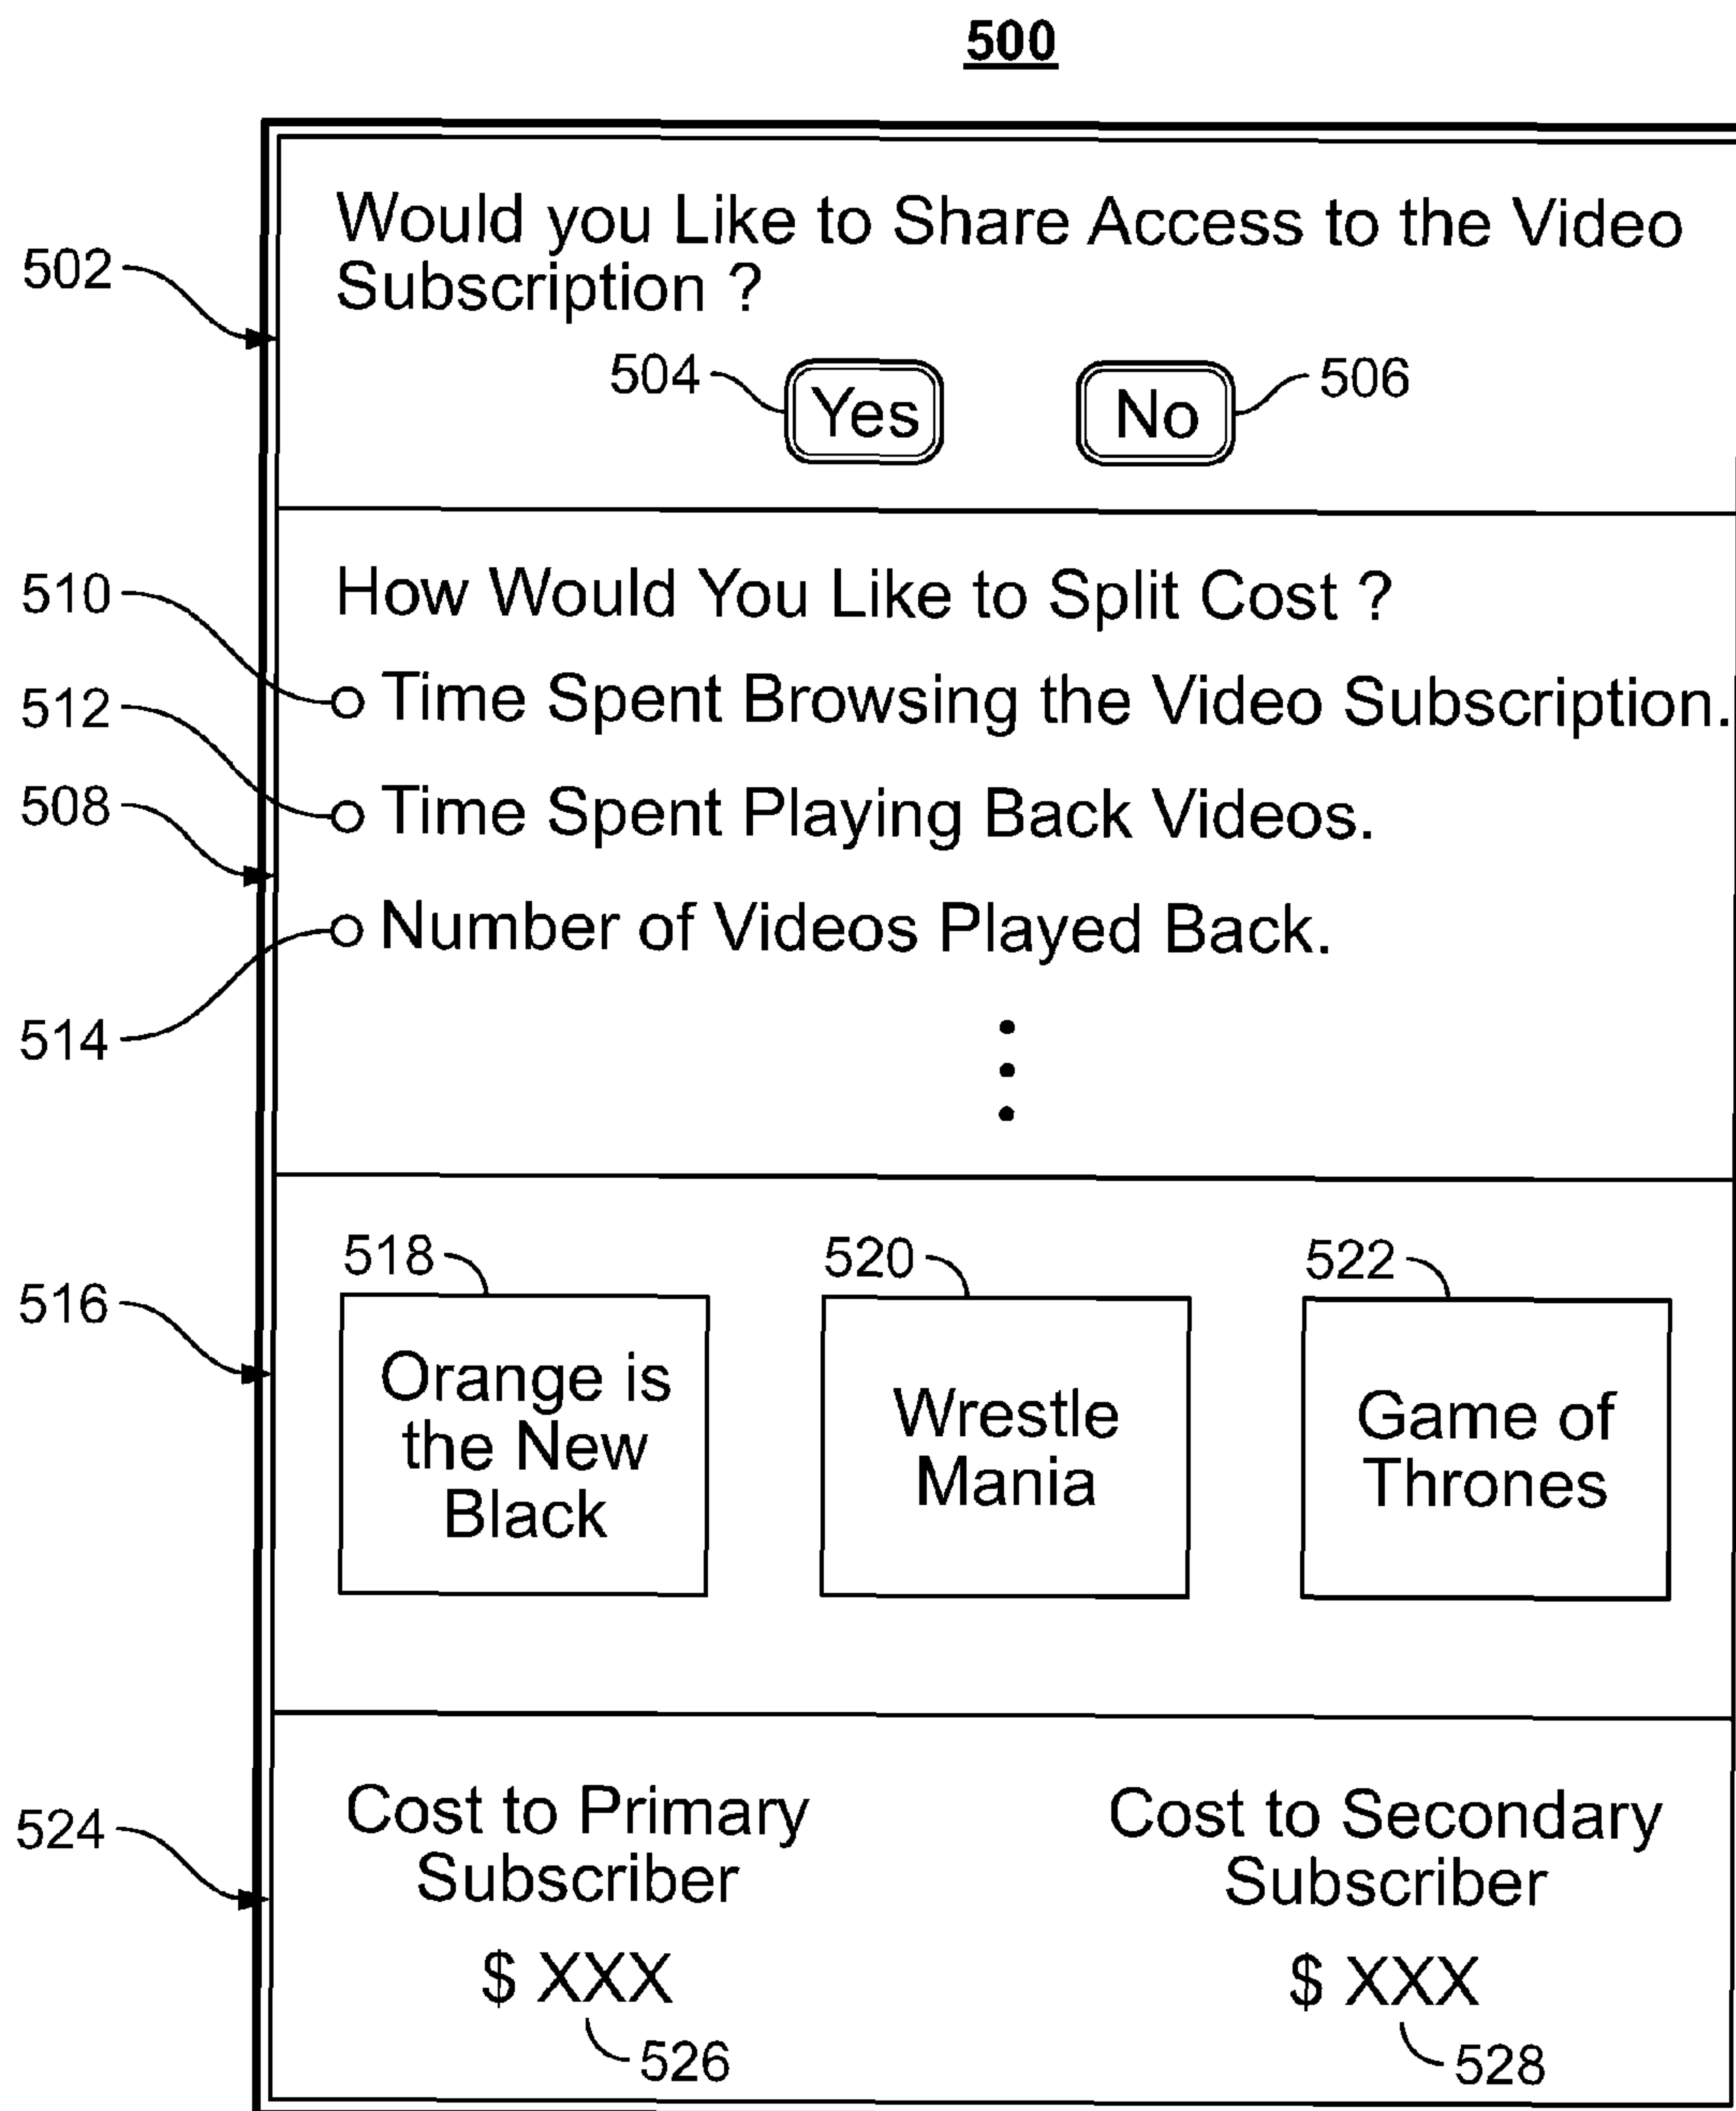 500
502
Would you Like to Share Access to the Video
Subscription ?
504
Yes
No
506
510
How Would You Like to Split Cost ?
512
Time Spent Browsing the Video Subscription.
508
Time Spent Playing Back Videos.
Number of Videos Played Back.
514
516
518
Orange is
the New
Black
520
Wrestle
Mania
522
Game of
Thrones
524
Cost to Primary
Subscriber
$ XXX
526
Cost to Secondary
Subscriber
$ XXX
528